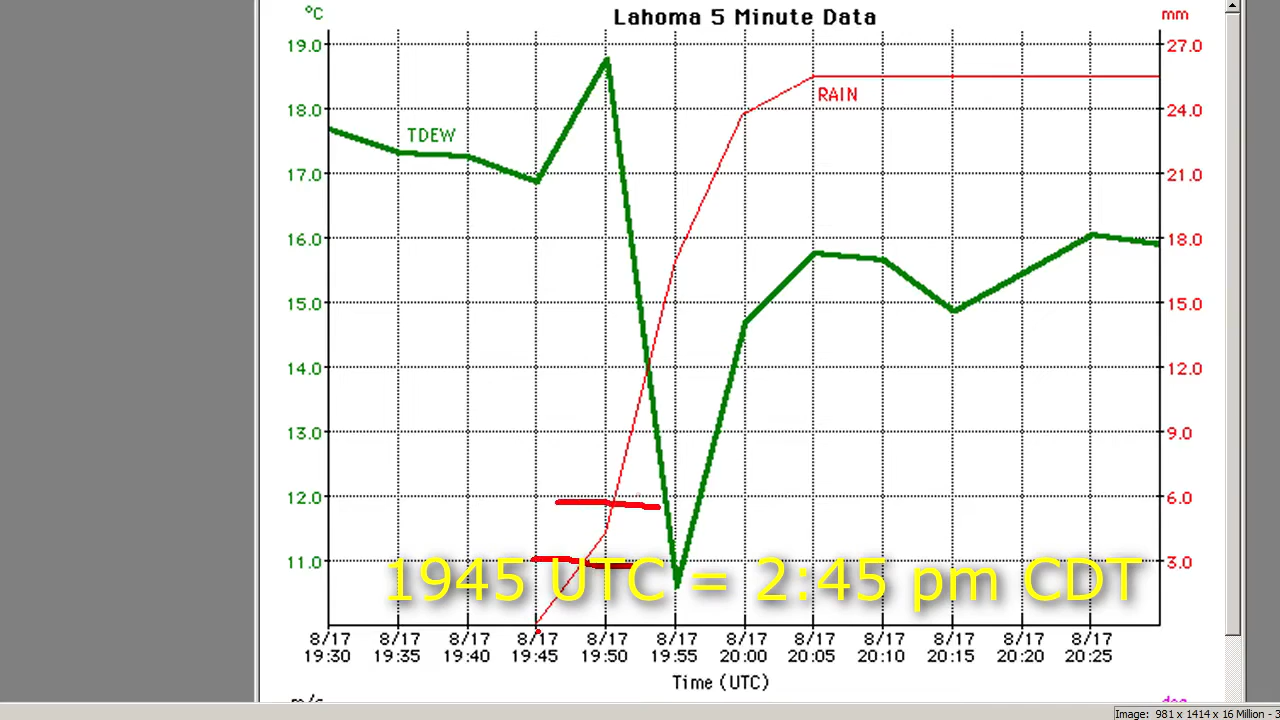 °C Lahoma 5 Minute Data mm
19.0 27.0
18.0 RAIN 24.0
TDEW
17.0 21.0
16.0 18.0
15.0 15.0
14.0 12.0
13.0 9.0
12.0 6.0
11.0 3.0
1945 UTC = 2:45 pm CDT
8/17 8/17 8/17 8/17 8/17 8/17 8/17 8/17 8/17 8/17 8/17 8/17
19:30 19:35 19:40 19:45 19:50 19:55 20:00 20:05 20:10 20:15 20:20 20:25
Time (UTC)
Image: 981 x 1414 x 16 Million - 3